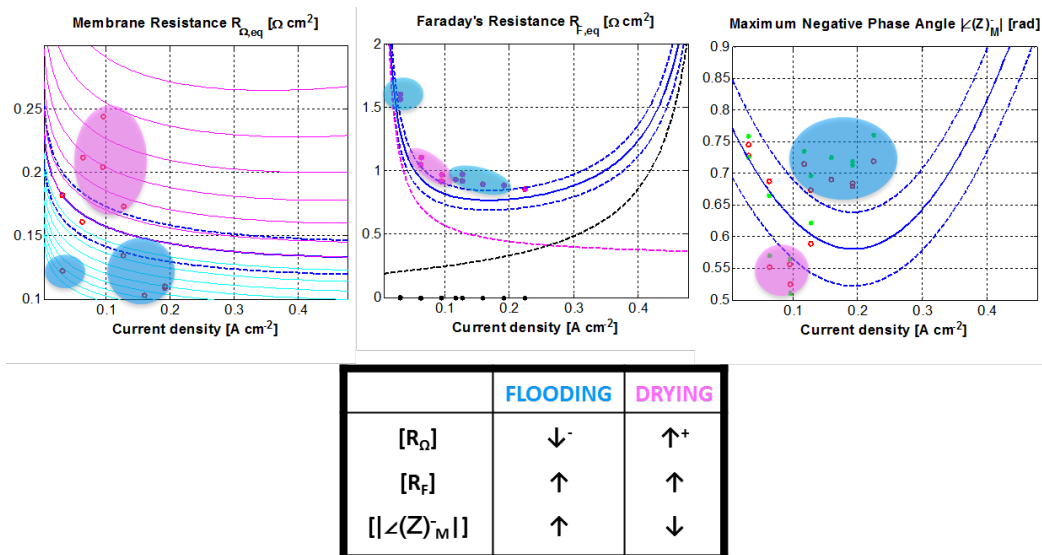 Membrane Resistance R_Ω,eq [Ω cm²]
0.25
0.2
0.15
0.1
0.1 0.2 0.3 0.4
Current density [A cm⁻²]
Faraday's Resistance R_F,eq [Ω cm²]
2
1.5
1
0.5
0
0 0.1 0.2 0.3 0.4
Current density [A cm⁻²]
Maximum Negative Phase Angle |∠(Z)⁻_M| [rad]
0.9
0.85
0.8
0.75
0.7
0.65
0.6
0.55
0.5
0 0.1 0.2 0.3 0.4
Current density [A cm⁻²]
FLOODING DRYING
[R_Ω] ↓⁻ ↑⁺
[R_F] ↑ ↑
[|∠(Z)⁻_M|] ↑ ↓